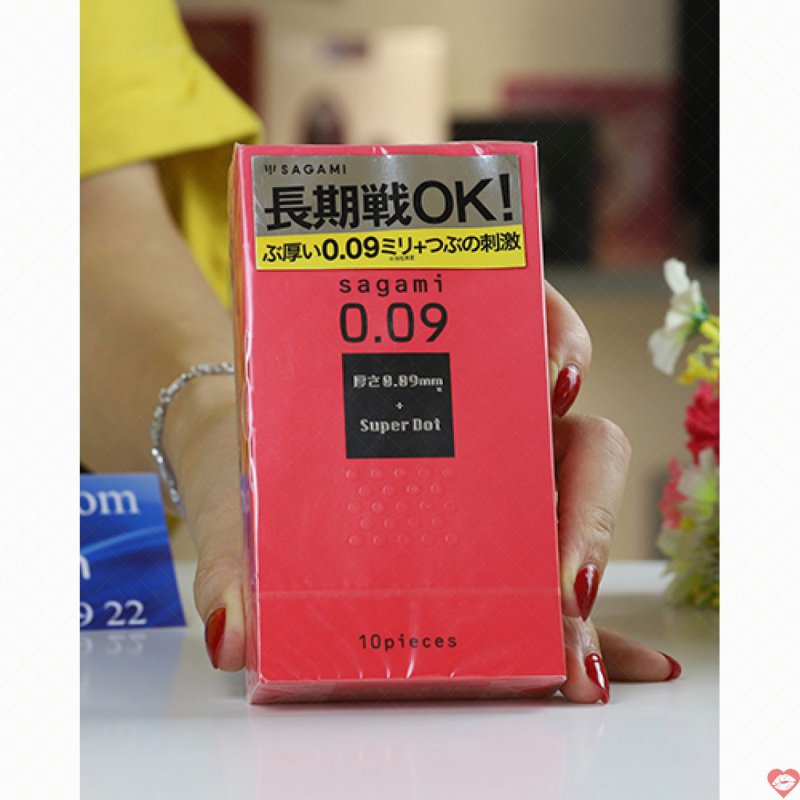 SAGAMI
長期戦OK!
ぶ厚い0.09ミリ+つぶの刺激
sagami
0.09
厚さ0.09mm
+
Super Dot
10pieces
om
9 22